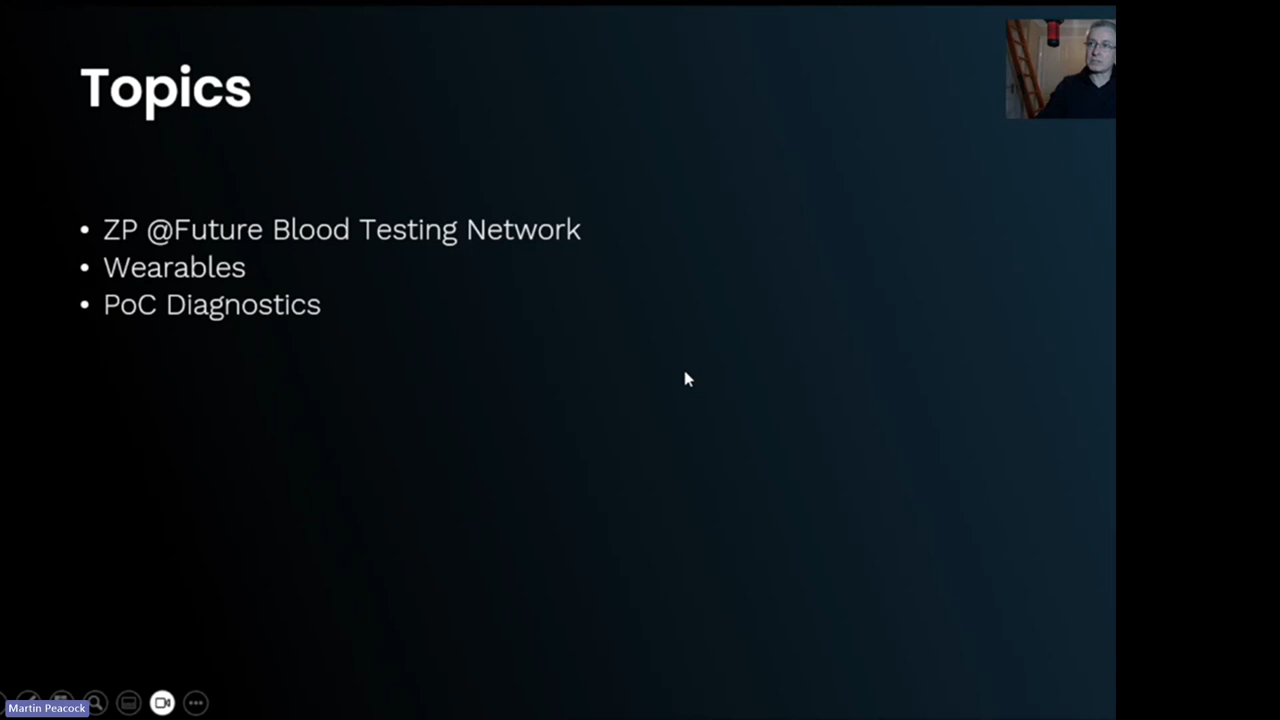 Topics
• ZP @Future Blood Testing Network
• Wearables
• PoC Diagnostics
Martin Peacock